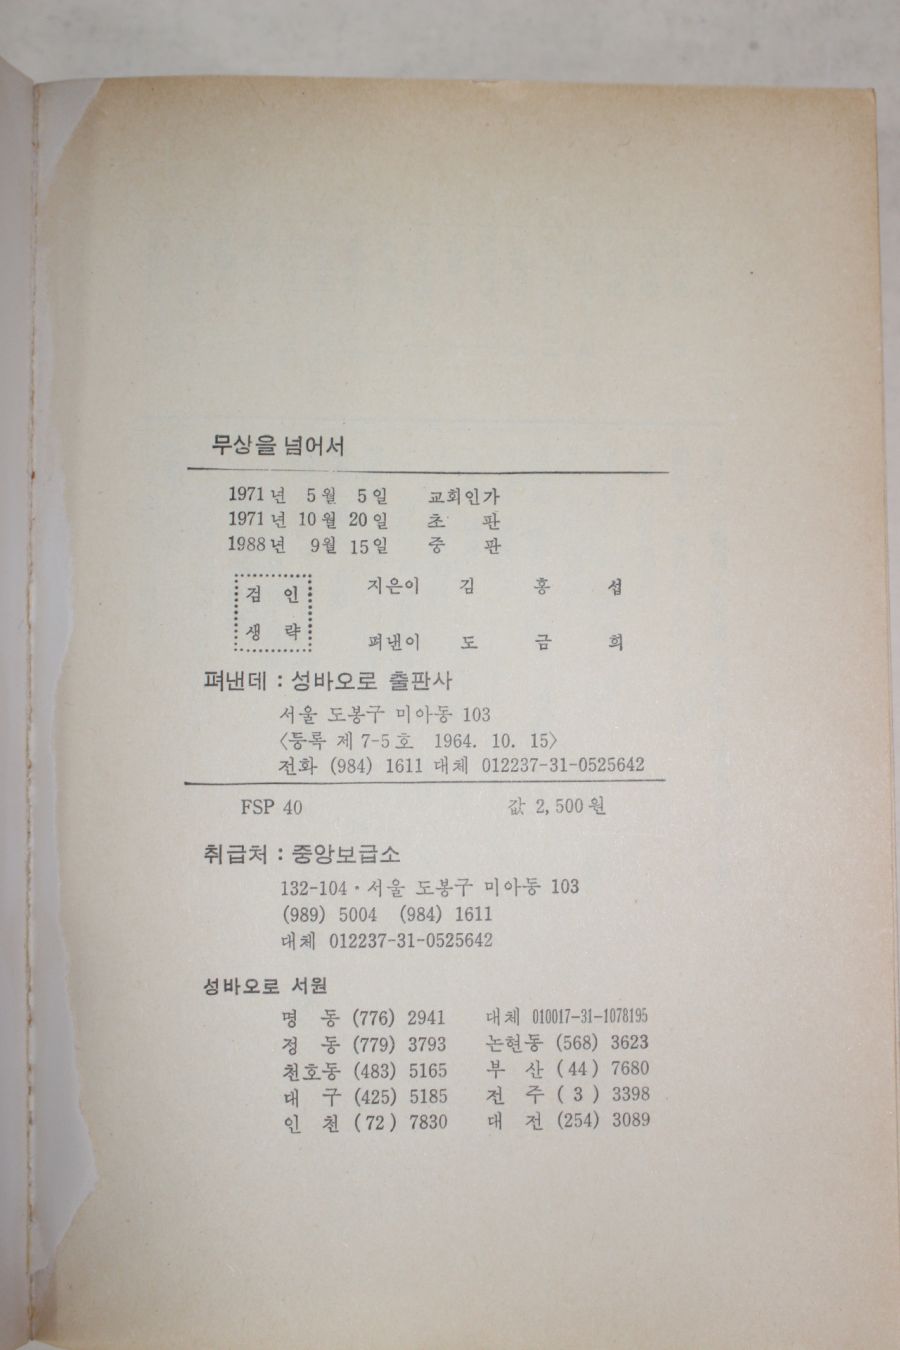 무상을 넘어서
1971년 5월 5일 교회인가
1971년 10월 20일 초 판
1988년 9월 15일 중 판
검 인
생 략
지은이 김 홍 섭
펴낸이 도 금 희
펴낸데 : 성바오로 출판사
서울 도봉구 미아동 103
〈등록 제 7-5호 1964. 10. 15〉
전화 (984) 1611 대체 012237-31-0525642
FSP 40 값 2,500원
취급처 : 중앙보급소
132-104·서울 도봉구 미아동 103
(989) 5004 (984) 1611
대체 012237-31-0525642
성바오로 서원
명 동 (776) 2941 대체 010017-31-1078195
정 동 (779) 3793 논현동 (568) 3623
천호동 (483) 5165 부 산 (44) 7680
대 구 (425) 5185 전 주 ( 3 ) 3398
인 천 (72) 7830 대 전 (254) 3089